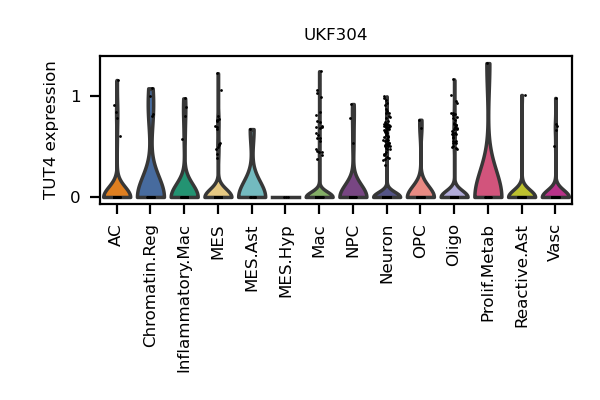 UKF304
TUT4 expression
1
0
AC
Chromatin.Reg
Inflammatory.Mac
MES
MES.Ast
MES.Hyp
Mac
NPC
Neuron
OPC
Oligo
Prolif.Metab
Reactive.Ast
Vasc